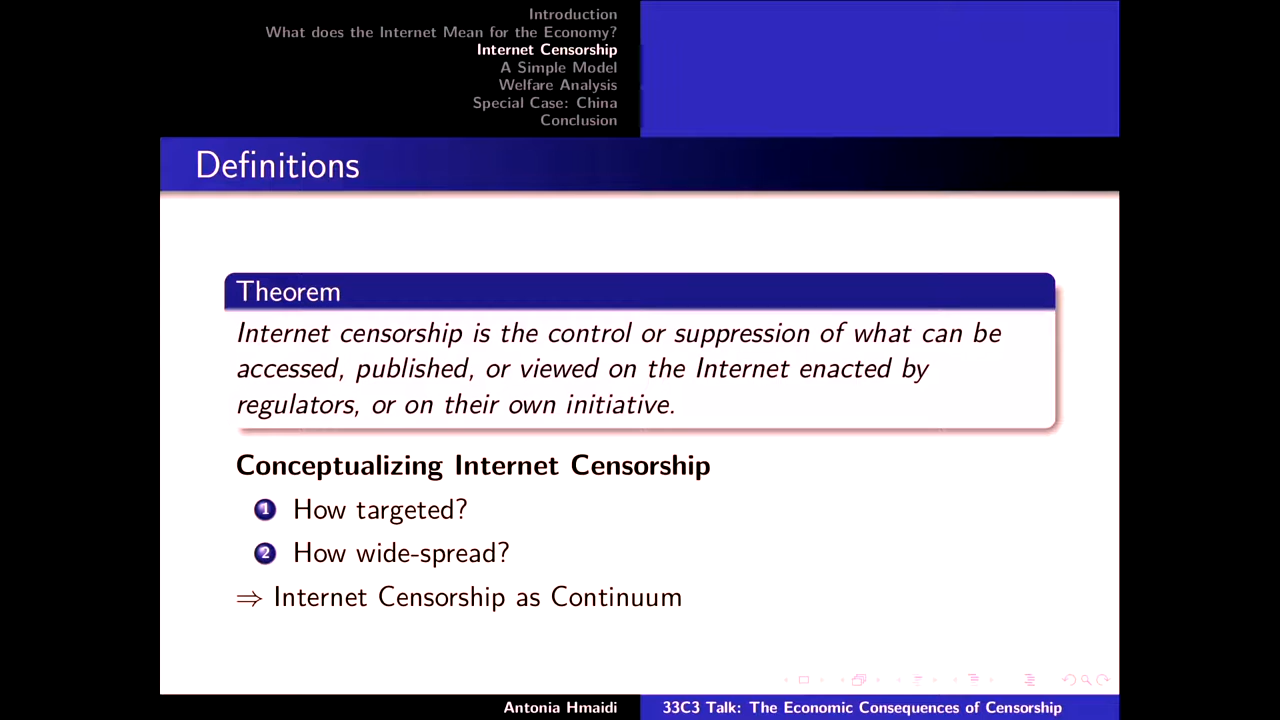 Introduction
What does the Internet Mean for the Economy?
Internet Censorship
A Simple Model
Welfare Analysis
Special Case: China
Conclusion
Definitions
Theorem
Internet censorship is the control or suppression of what can be
accessed, published, or viewed on the Internet enacted by
regulators, or on their own initiative.
Conceptualizing Internet Censorship
1 How targeted?
2 How wide-spread?
⇒ Internet Censorship as Continuum
Antonia Hmaidi
33C3 Talk: The Economic Consequences of Censorship